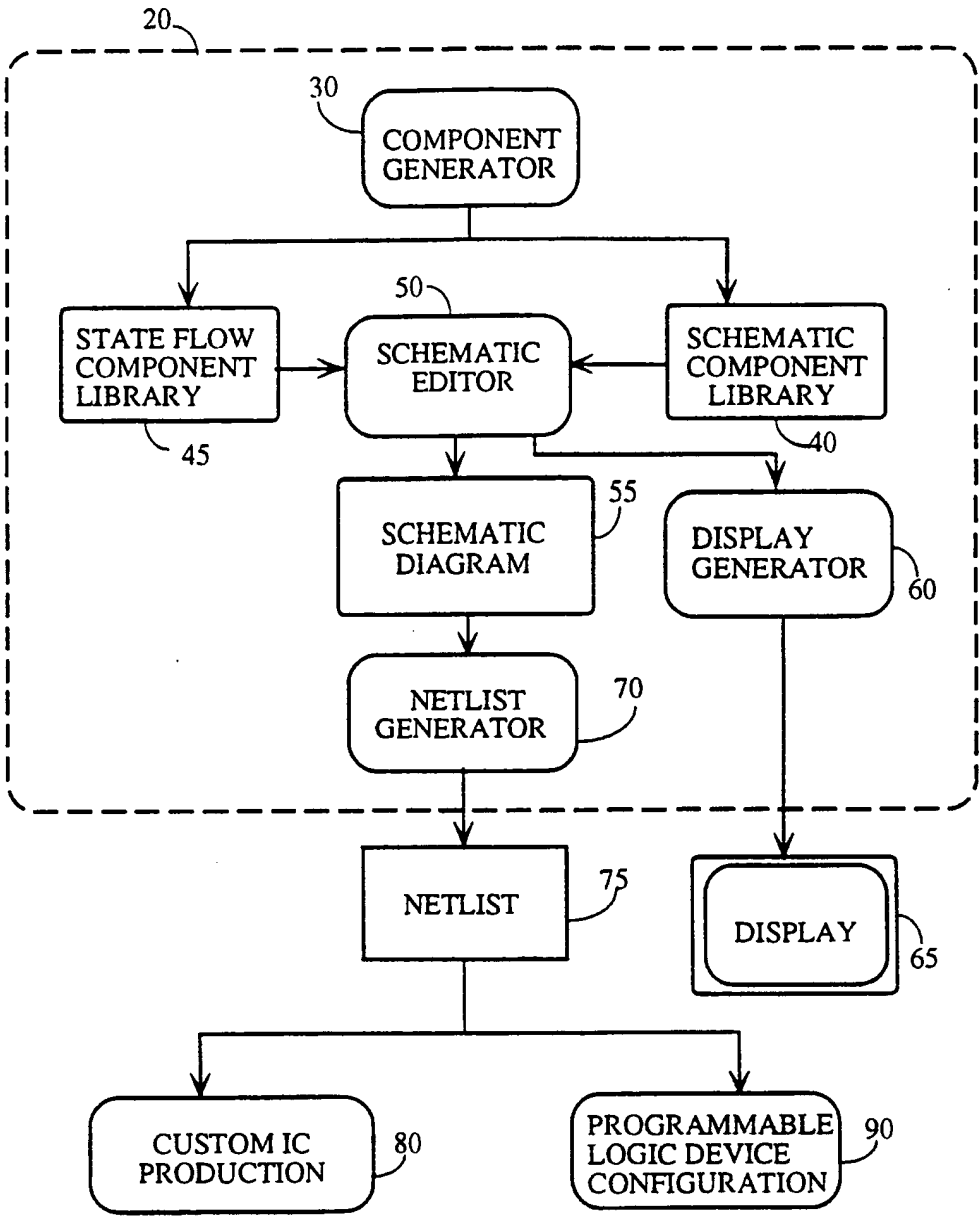 20
30
COMPONENT
GENERATOR
50
STATE FLOW
COMPONENT
LIBRARY
45
SCHEMATIC
EDITOR
SCHEMATIC
COMPONENT
LIBRARY
40
55
SCHEMATIC
DIAGRAM
DISPLAY
GENERATOR
60
70
NETLIST
GENERATOR
75
NETLIST
DISPLAY
65
CUSTOM IC
PRODUCTION
80
PROGRAMMABLE
LOGIC DEVICE
CONFIGURATION
90